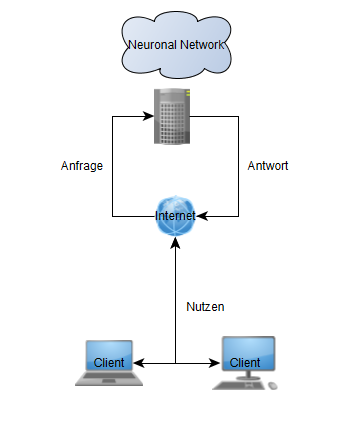 Neuronal Network
Anfrage
Antwort
Internet
Nutzen
Client
Client